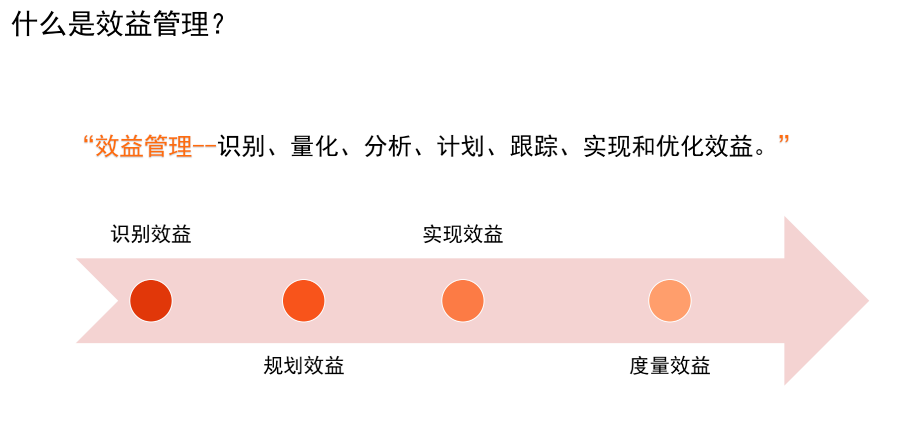 什么是效益管理？
“效益管理--识别、量化、分析、计划、跟踪、实现和优化效益。”
识别效益
实现效益
规划效益
度量效益